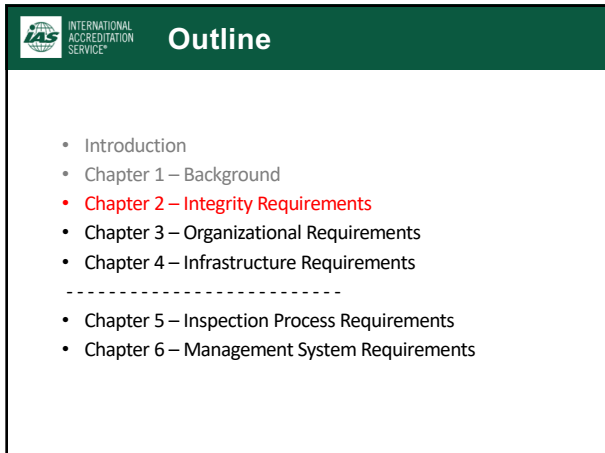 IAS
INTERNATIONAL
ACCREDITATION
SERVICE®
Outline
• Introduction
• Chapter 1 – Background
• Chapter 2 – Integrity Requirements
• Chapter 3 – Organizational Requirements
• Chapter 4 – Infrastructure Requirements
- - - - - - - - - - - - - - - - - - - - - - - - - -
• Chapter 5 – Inspection Process Requirements
• Chapter 6 – Management System Requirements